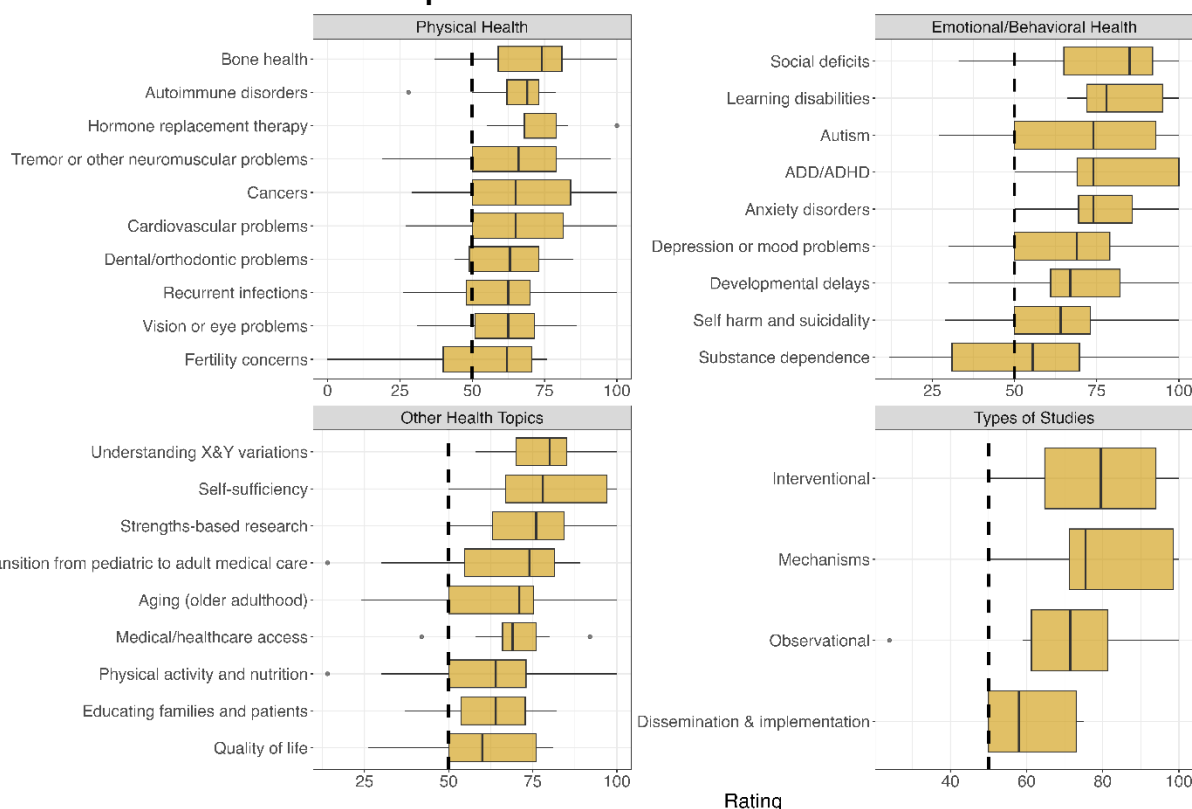 Physical Health
Bone health
Autoimmune disorders
Hormone replacement therapy
Tremor or other neuromuscular problems
Cancers
Cardiovascular problems
Dental/orthodontic problems
Recurrent infections
Vision or eye problems
Fertility concerns
0 25 50 75 100
Emotional/Behavioral Health
Social deficits
Learning disabilities
Autism
ADD/ADHD
Anxiety disorders
Depression or mood problems
Developmental delays
Self harm and suicidality
Substance dependence
25 50 75 100
Other Health Topics
Understanding X&Y variations
Self-sufficiency
Strengths-based research
nsition from pediatric to adult medical care
Aging (older adulthood)
Medical/healthcare access
Physical activity and nutrition
Educating families and patients
Quality of life
25 50 75 100
Types of Studies
Interventional
Mechanisms
Observational
Dissemination & implementation
40 60 80 100
Rating